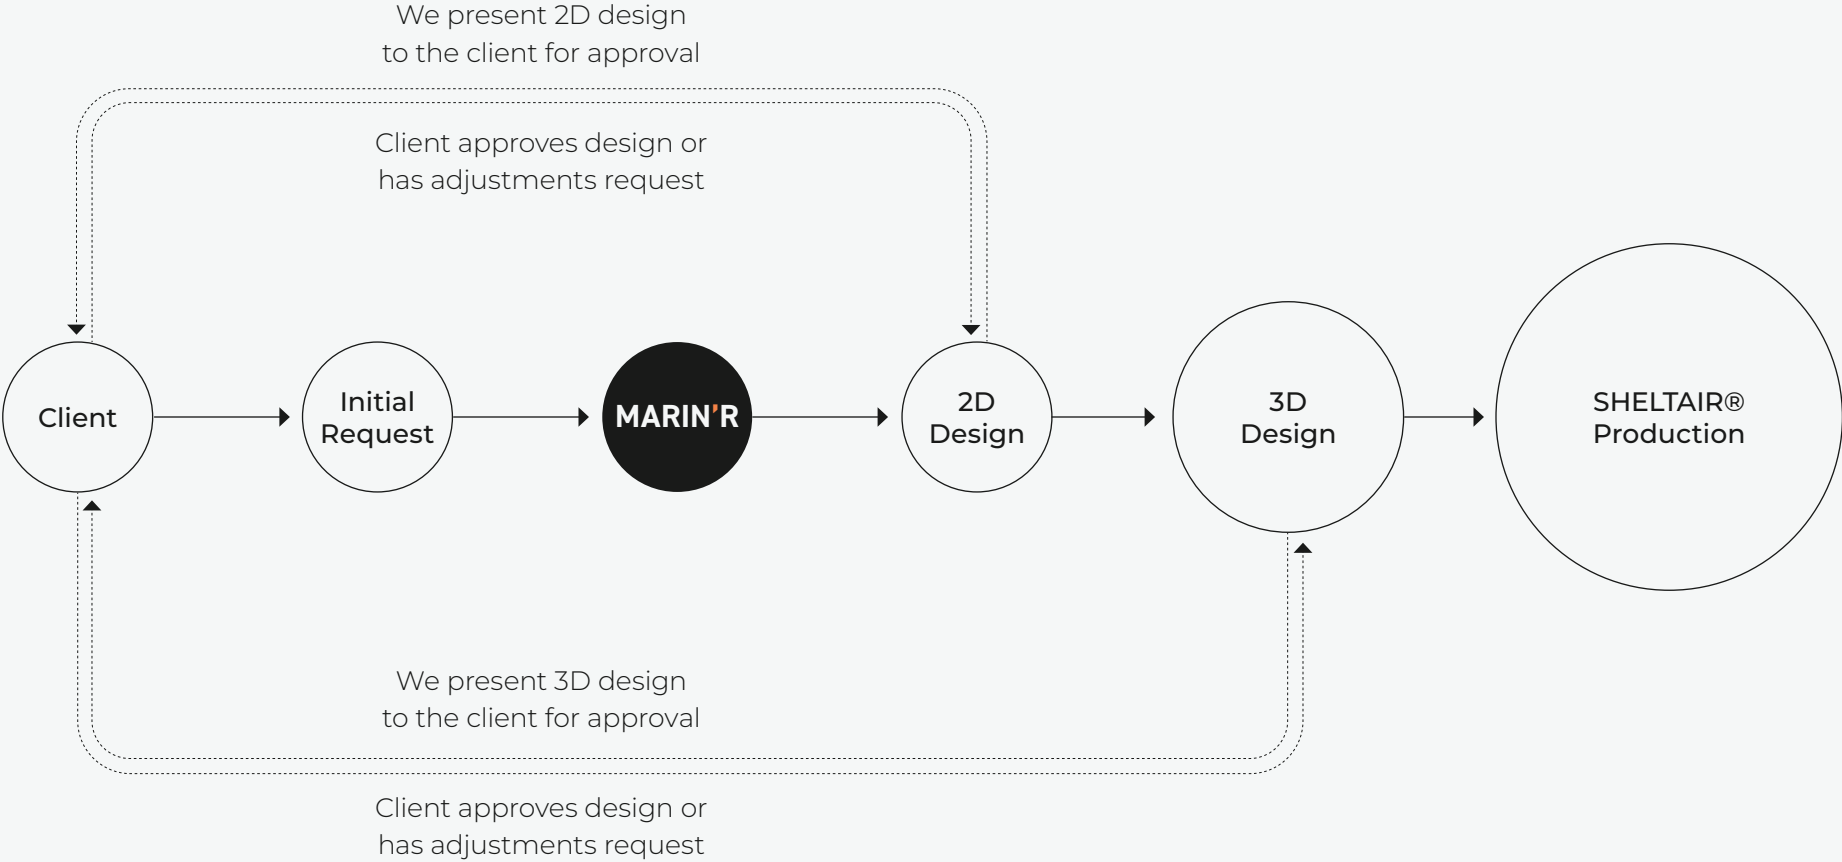 We present 2D design
to the client for approval
Client approves design or
has adjustments request
Client
Initial
Request
MARIN'R
2D
Design
3D
Design
SHELTAIR®
Production
We present 3D design
to the client for approval
Client approves design or
has adjustments request